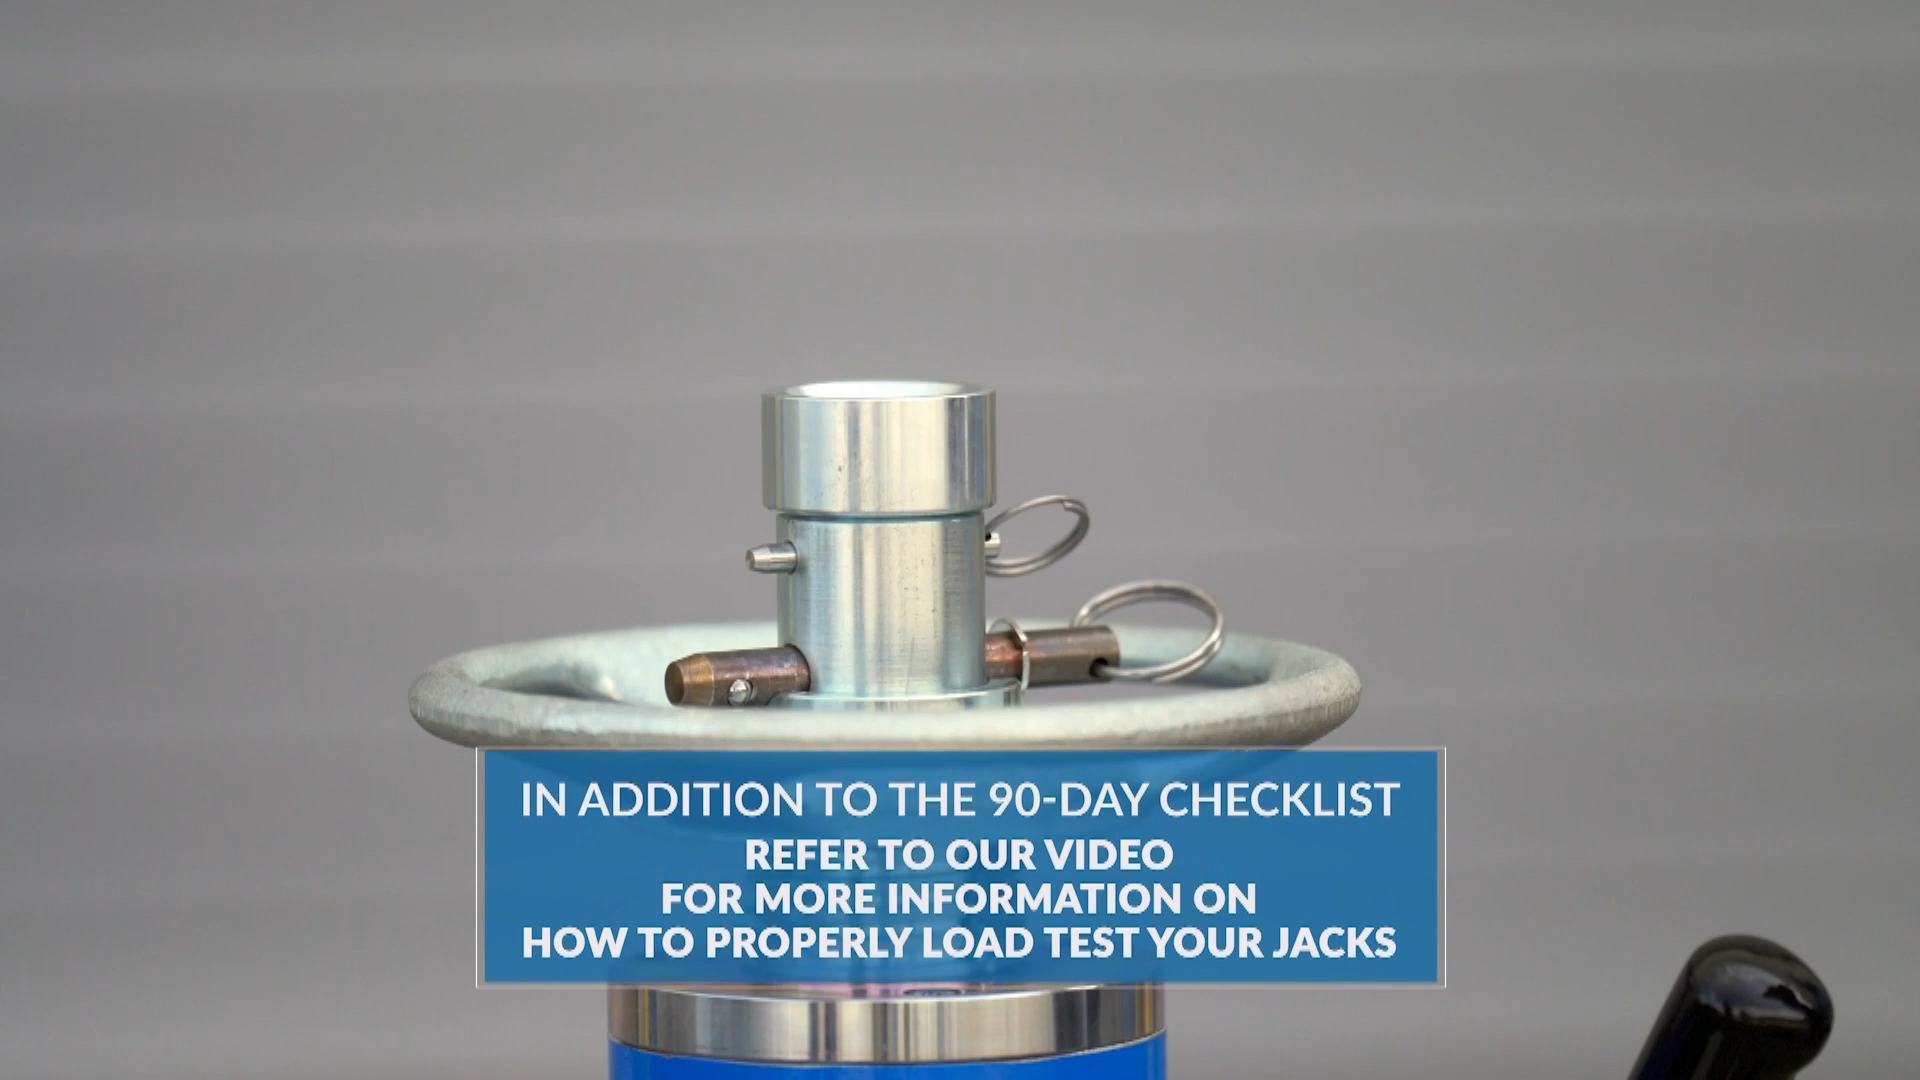 IN ADDITION TO THE 90-DAY CHECKLIST
REFER TO OUR VIDEO
FOR MORE INFORMATION ON
HOW TO PROPERLY LOAD TEST YOUR JACKS